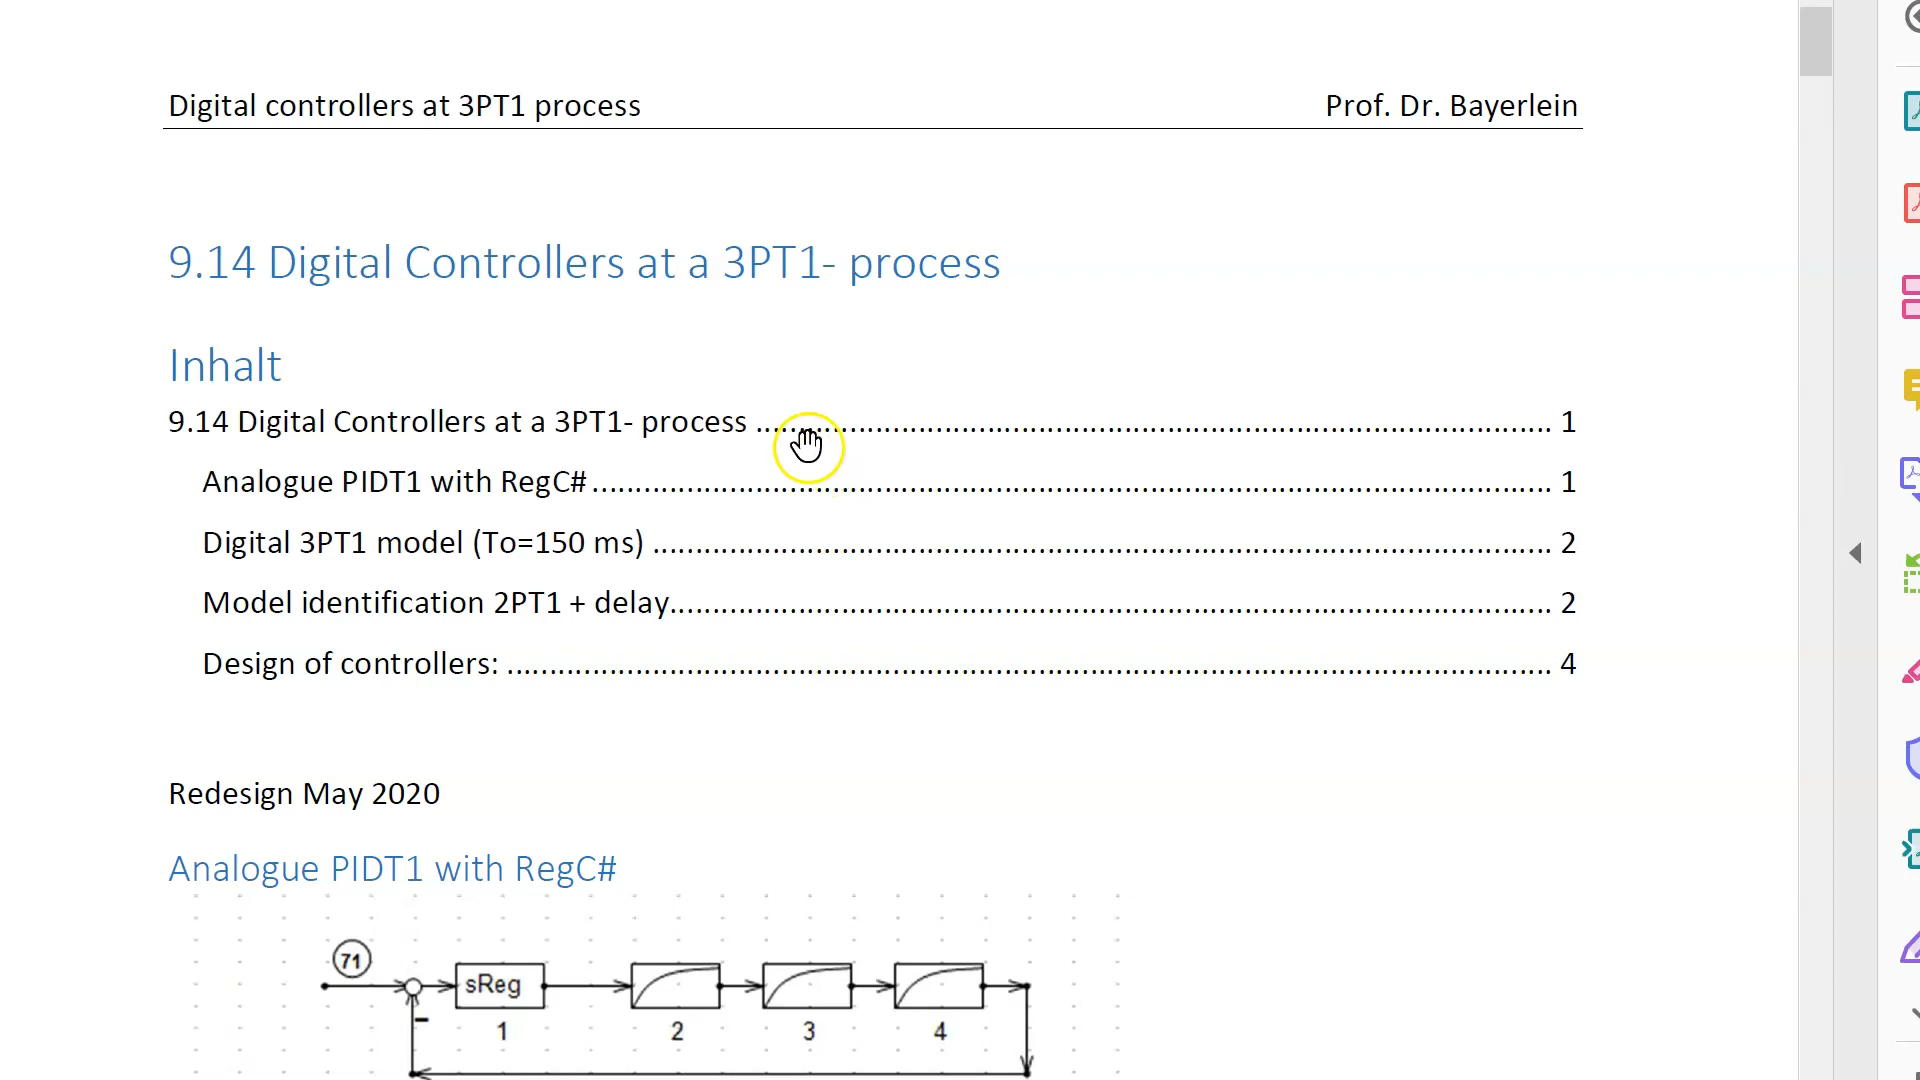 Digital controllers at 3PT1 process Prof. Dr. Bayerlein
9.14 Digital Controllers at a 3PT1- process
Inhalt
9.14 Digital Controllers at a 3PT1- process ........ 1
Analogue PIDT1 with RegC# ........ 1
Digital 3PT1 model (To=150 ms) ........ 2
Model identification 2PT1 + delay ........ 2
Design of controllers: ........ 4
Redesign May 2020
Analogue PIDT1 with RegC#
71
sReg
–
1 2 3 4